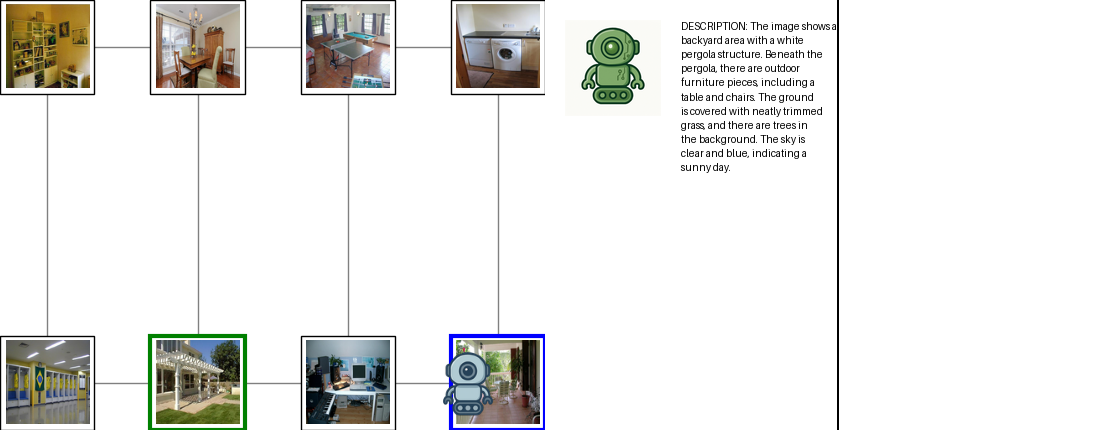 DESCRIPTION: The image shows a
backyard area with a white
pergola structure. Beneath the
pergola, there are outdoor
furniture pieces, including a
table and chairs. The ground
is covered with neatly trimmed
grass, and there are trees in
the background. The sky is
clear and blue, indicating a
sunny day.